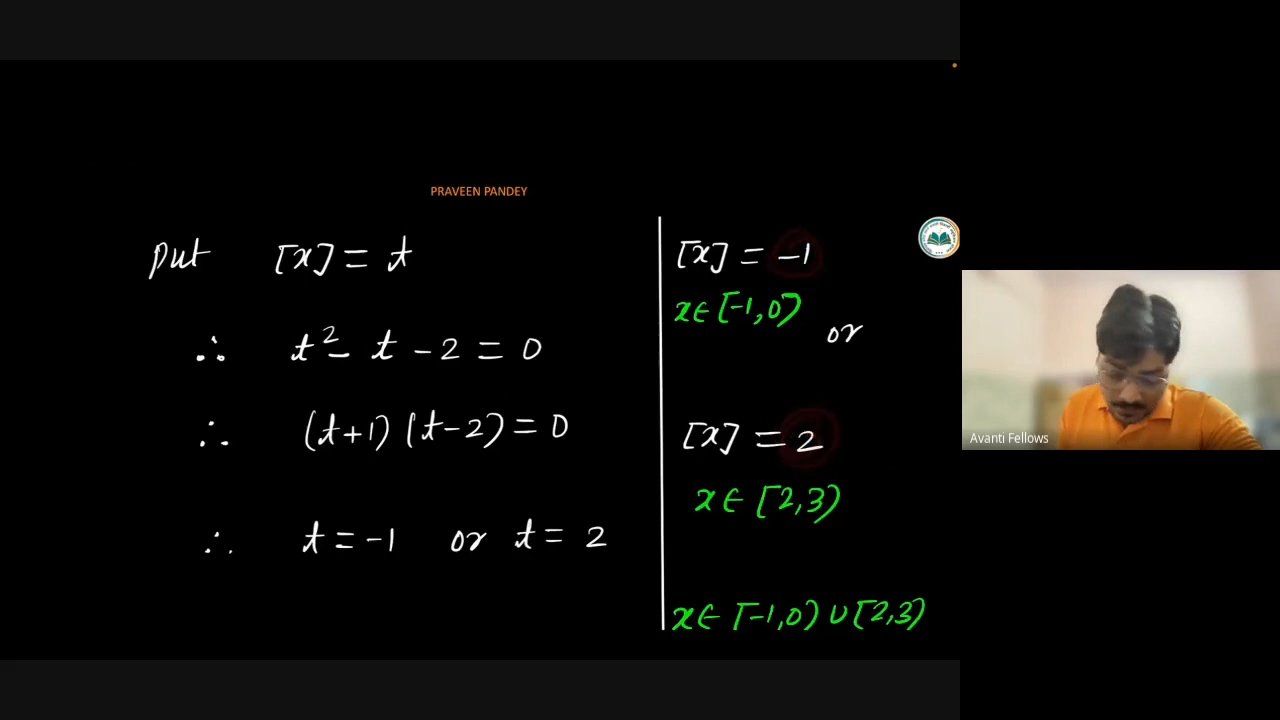 PRAVEEN PANDEY
put [x] = t
∴ t² - t - 2 = 0
∴ (t+1) (t-2) = 0
∴ t = -1 or t = 2
[x] = -1
x ∈ [-1,0)
or
[x] = 2
x ∈ [2,3)
x ∈ [-1,0) ∪ [2,3)
Avanti Fellows